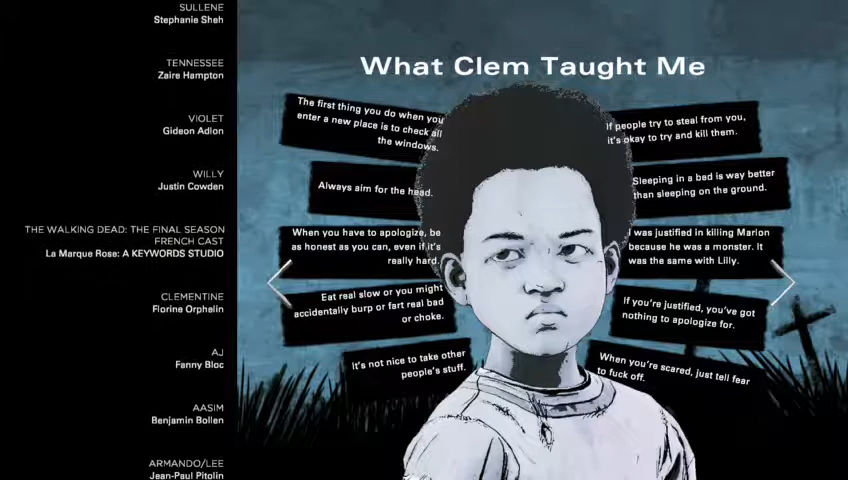 SULLENE
Stephanie Sheh
TENNESSEE
Zaire Hampton
VIOLET
Gideon Adlon
WILLY
Justin Cowden
THE WALKING DEAD: THE FINAL SEASON
FRENCH CAST
La Marque Rose: A KEYWORDS STUDIO
CLEMENTINE
Florine Orphelin
AJ
Fanny Bloc
AASIM
Benjamin Bollen
ARMANDO/LEE
Jean-Paul Pitolin
What Clem Taught Me
The first thing you do when you
enter a new place is to check all
the windows.
Always aim for the head.
When you have to apologize, be
as honest as you can, even if it's
really hard.
Eat real slow or you might
accidentally burp or fart real bad
or choke.
It's not nice to take other
people's stuff.
If people try to steal from you,
it's okay to try and kill them.
Sleeping in a bed is way better
than sleeping on the ground.
was justified in killing Marlon
because he was a monster. It
was the same with Lilly.
If you're justified, you've got
nothing to apologize for.
When you're scared, just tell fear
to fuck off.